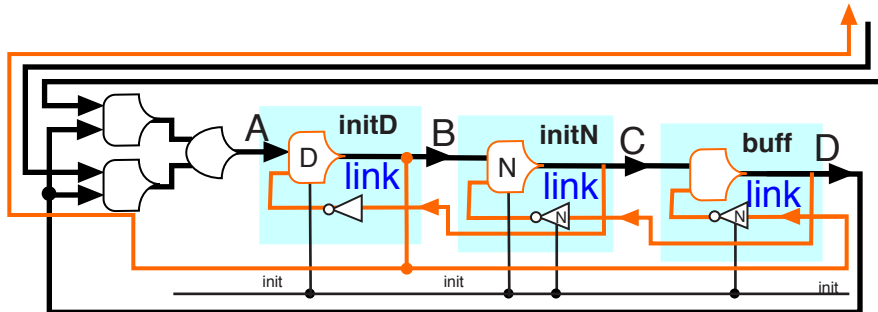 A initD B initN C buff D
D N
link link link
N N
init init init